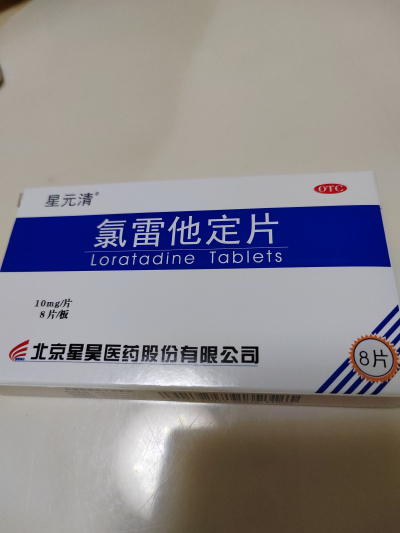 星元清®
OTC
氯雷他定片
Loratadine Tablets
10mg/片
8片/板
北京星昊医药股份有限公司
8片